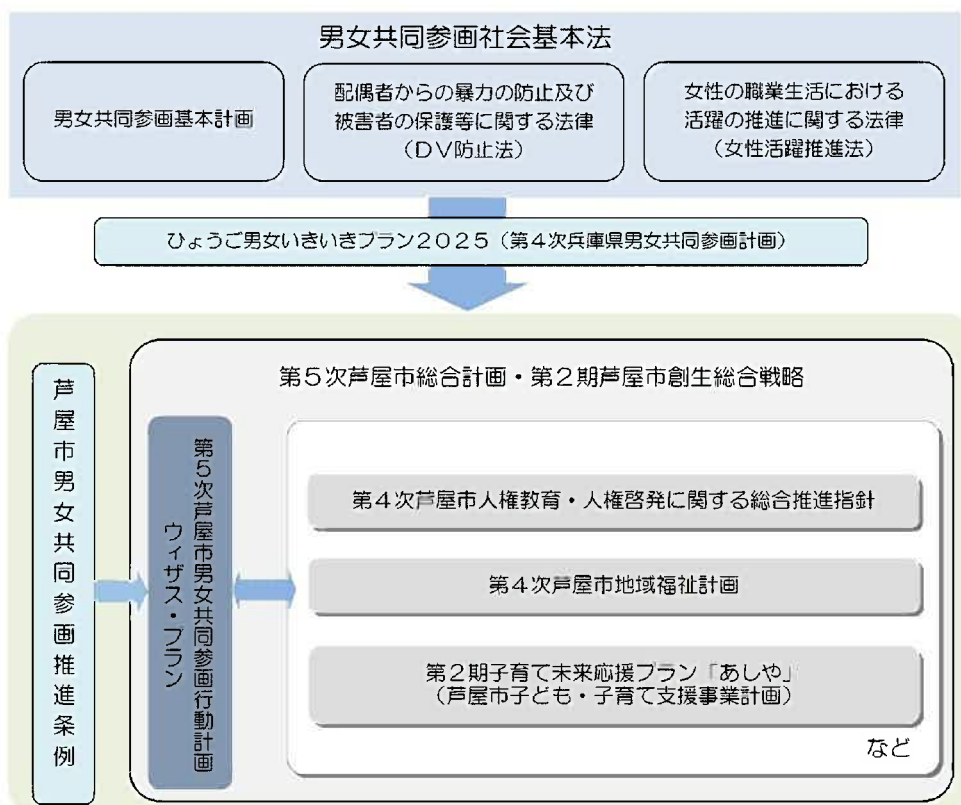 男女共同参画社会基本法
男女共同参画基本計画
配偶者からの暴力の防止及び
被害者の保護等に関する法律
（ＤＶ防止法）
女性の職業生活における
活躍の推進に関する法律
（女性活躍推進法）
ひょうご男女いきいきプラン２０２５（第４次兵庫県男女共同参画計画）
芦屋市男女共同参画推進条例
第５次芦屋市総合計画・第２期芦屋市創生総合戦略
第５次芦屋市男女共同参画行動計画
ウィザス・プラン
第４次芦屋市人権教育・人権啓発に関する総合推進指針
第４次芦屋市地域福祉計画
第２期子育て未来応援プラン「あしや」
（芦屋市子ども・子育て支援事業計画）
など